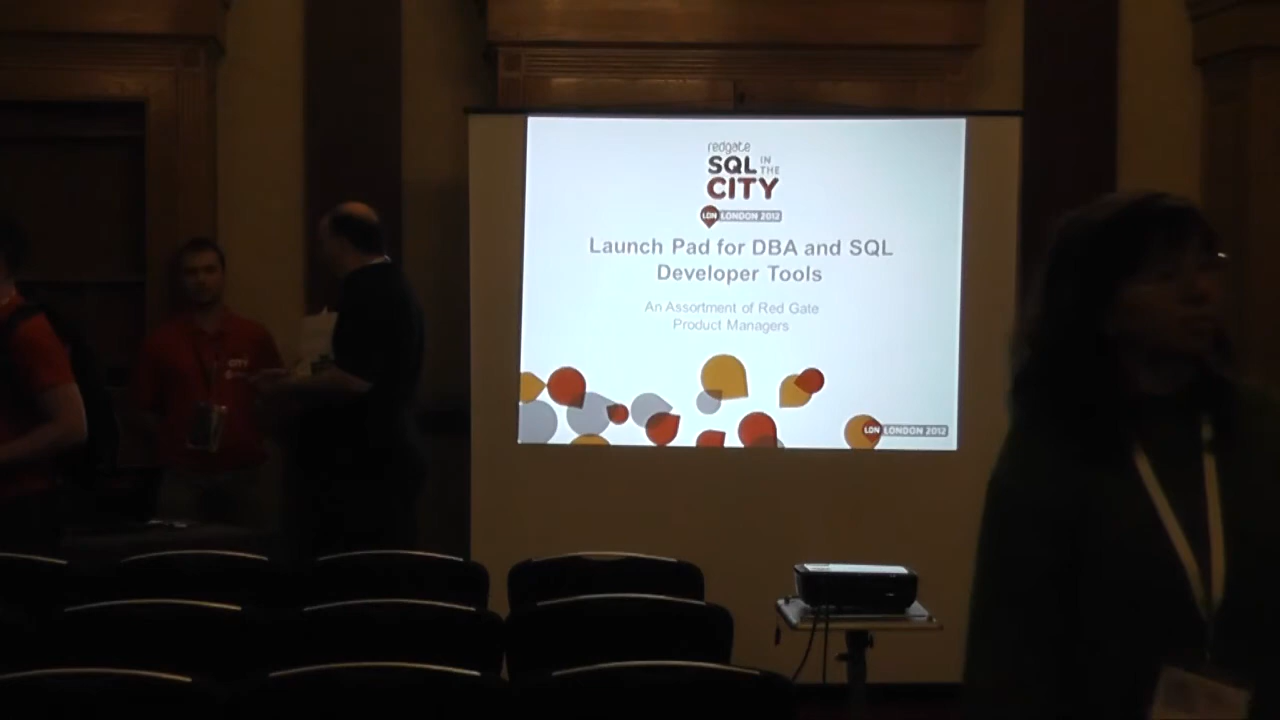 redgate
SQL IN THE
CITY
LDN LONDON 2012
Launch Pad for DBA and SQL
Developer Tools
An Assortment of Red Gate
Product Managers
LDN LONDON 2012
CITY